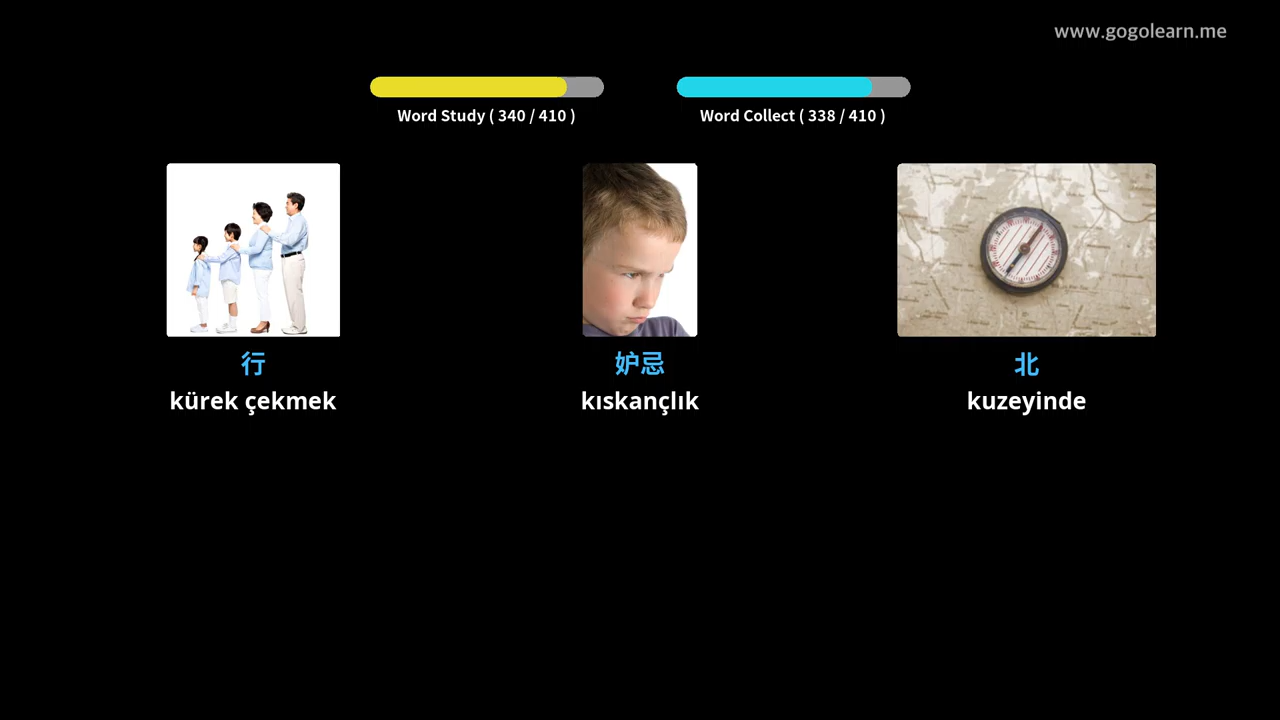 www.gogolearn.me
Word Study ( 340 / 410 )
Word Collect ( 338 / 410 )
行
kürek çekmek
妒忌
kıskançlık
北
kuzeyinde